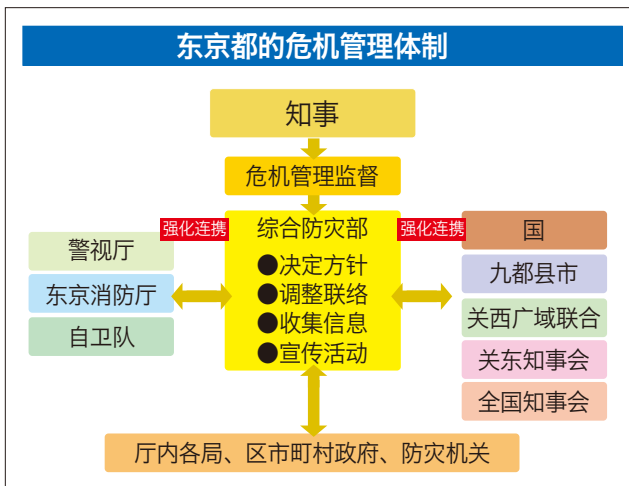 东京都的危机管理体制
知事
危机管理监督
强化连携
综合防灾部
强化连携
●决定方针
●调整联络
●收集信息
●宣传活动
警视厅
东京消防厅
自卫队
国
九都县市
关西广域联合
关东知事会
全国知事会
厅内各局、区市町村政府、防灾机关